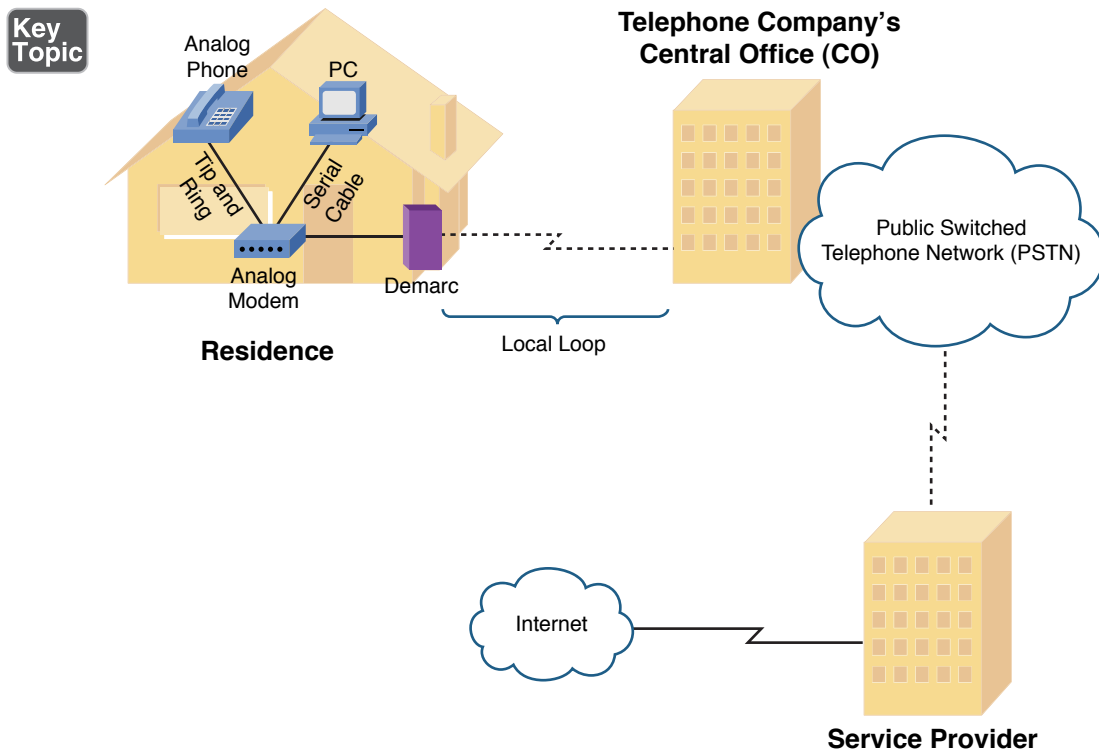 Key
Topic
Analog
Phone
PC
Tip and
Ring
Serial
Cable
Analog
Modem
Demarc
Residence
Local Loop
Telephone Company’s
Central Office (CO)
Public Switched
Telephone Network (PSTN)
Internet
Service Provider